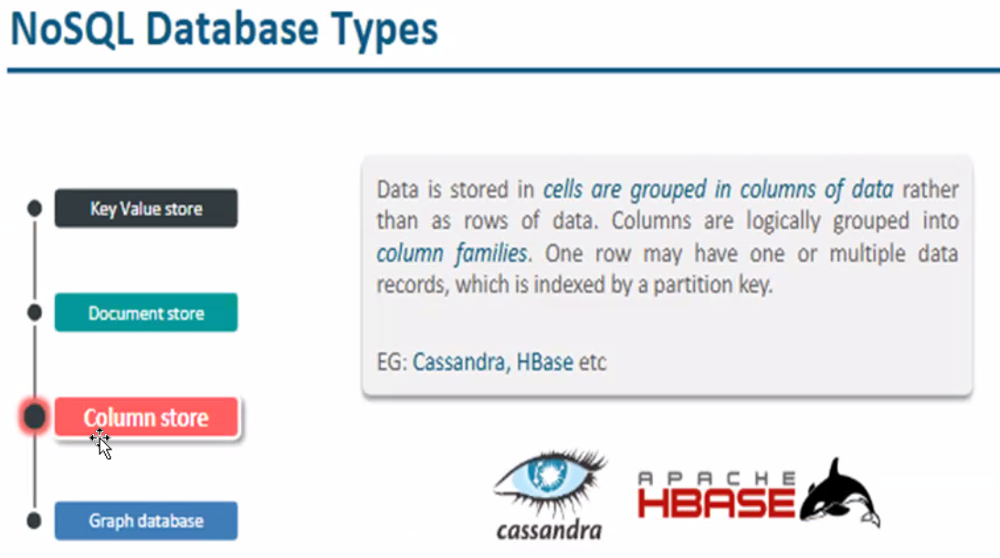 NoSQL Database Types
Key Value store
Document store
Column store
Graph database
Data is stored in cells are grouped in columns of data rather
than as rows of data. Columns are logically grouped into
column families. One row may have one or multiple data
records, which is indexed by a partition key.
EG: Cassandra, HBase etc
cassandra
APACHE
HBASE